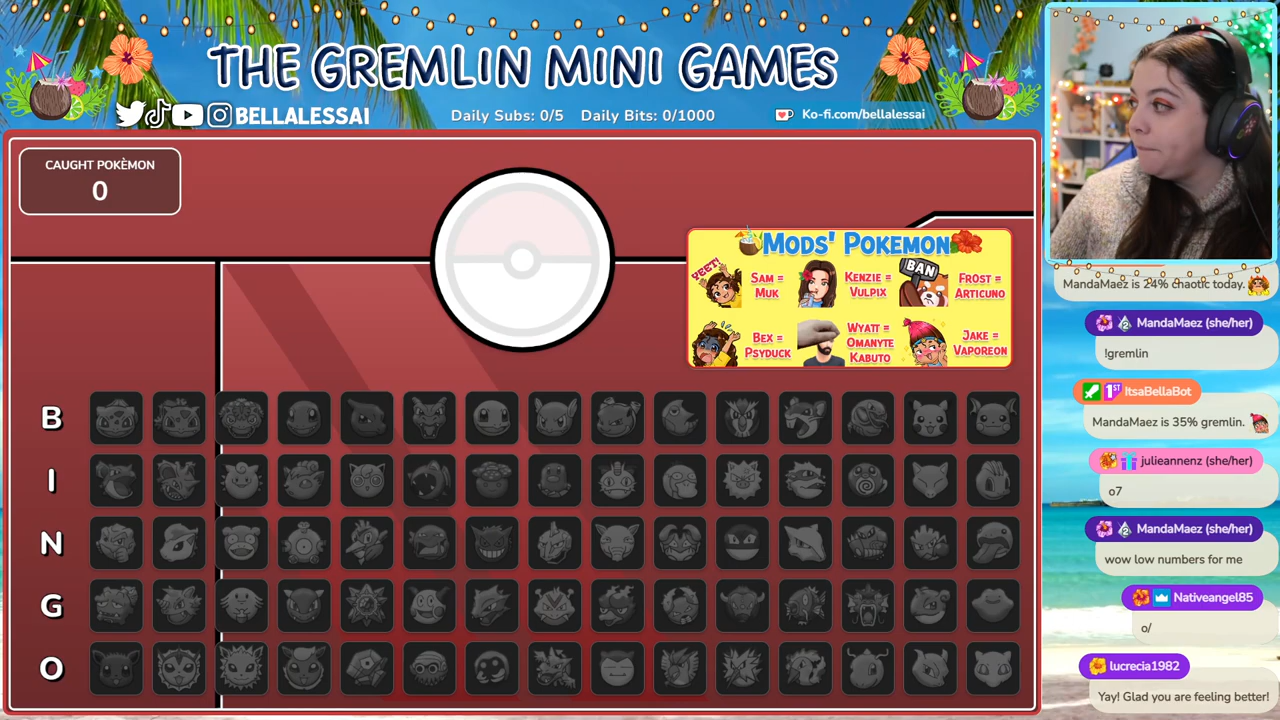 THE GREMLIN MINI GAMES
BELLALESSAI
Daily Subs: 0/5 Daily Bits: 0/1000
Ko-fi.com/bellalessai
CAUGHT POKÈMON
0
MODS' POKEMON
YEET!
SAM =
MUK
KENZIE =
VULPIX
BAN
FROST =
ARTICUNO
BEX =
PSYDUCK
WYATT =
OMANYTE
KABUTO
JAKE =
VAPOREON
B
I
N
G
O
MandaMaez is 24% chaotic today.
MandaMaez (she/her)
!gremlin
1ST
ItsaBellaBot
MandaMaez is 35% gremlin.
julieannenz (she/her)
o7
MandaMaez (she/her)
wow low numbers for me
Nativeangel85
o/
lucrecia1982
Yay! Glad you are feeling better!